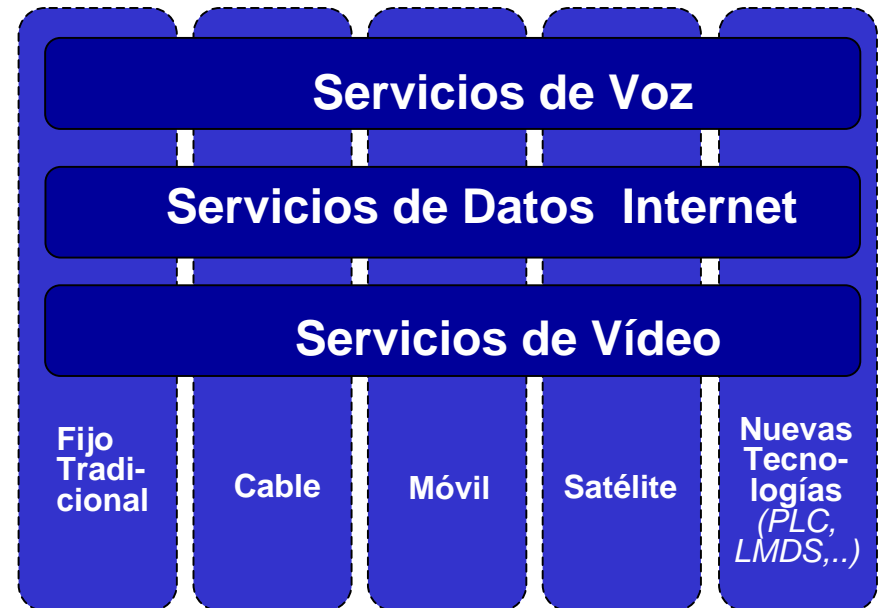 Servicios de Voz
Servicios de Datos  Internet
Servicios de Vídeo
Fijo
Tradi-
cional
Cable
Móvil
Satélite
Nuevas
Tecno-
logías
(PLC,
LMDS,..)